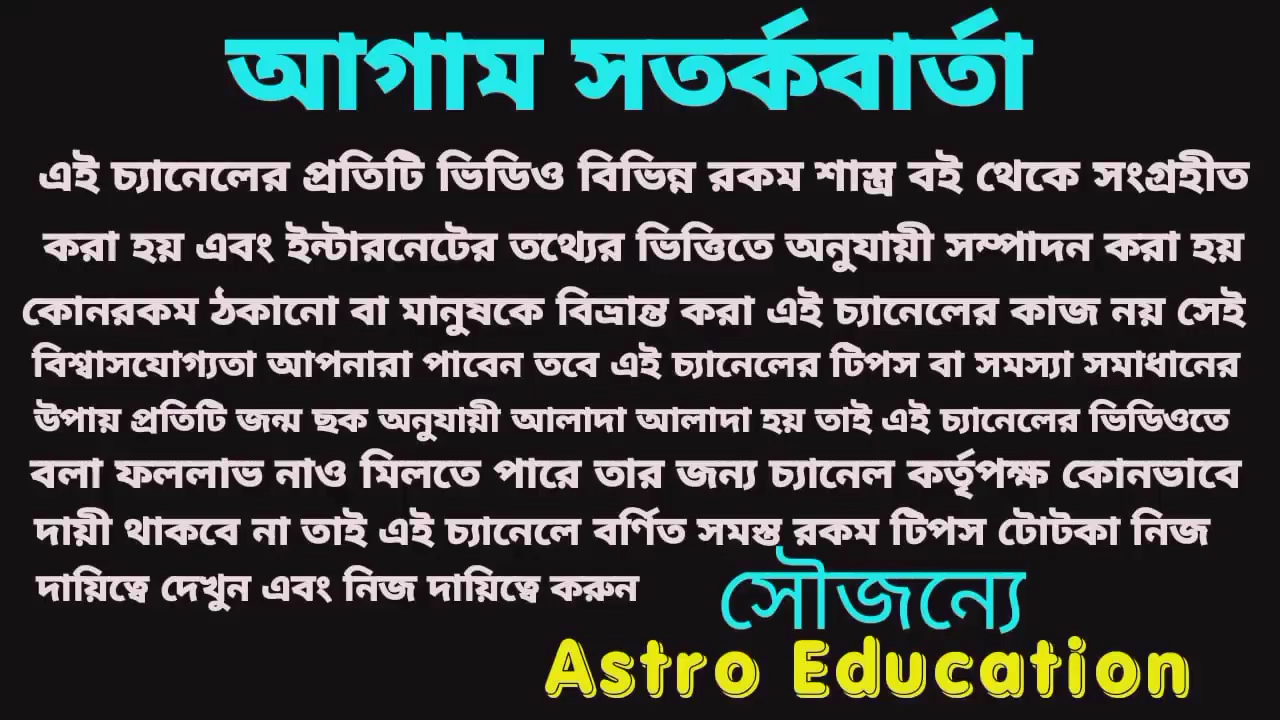 আগাম সতর্কবার্তা
এই চ্যানেলের প্রতিটি ভিডিও বিভিন্ন রকম শাস্ত্র বই থেকে সংগ্রহীত
করা হয় এবং ইন্টারনেটের তথ্যের ভিত্তিতে অনুযায়ী সম্পাদন করা হয়
কোনরকম ঠকানো বা মানুষকে বিভ্রান্ত করা এই চ্যানেলের কাজ নয় সেই
বিশ্বাসযোগ্যতা আপনারা পাবেন তবে এই চ্যানেলের টিপস বা সমস্যা সমাধানের
উপায় প্রতিটি জন্ম ছক অনুযায়ী আলাদা আলাদা হয় তাই এই চ্যানেলের ভিডিওতে
বলা ফললাভ নাও মিলতে পারে তার জন্য চ্যানেল কর্তৃপক্ষ কোনভাবে
দায়ী থাকবে না তাই এই চ্যানেলে বর্ণিত সমস্ত রকম টিপস টোটকা নিজ
দায়িত্বে দেখুন এবং নিজ দায়িত্বে করুন
সৌজন্যে
Astro Education